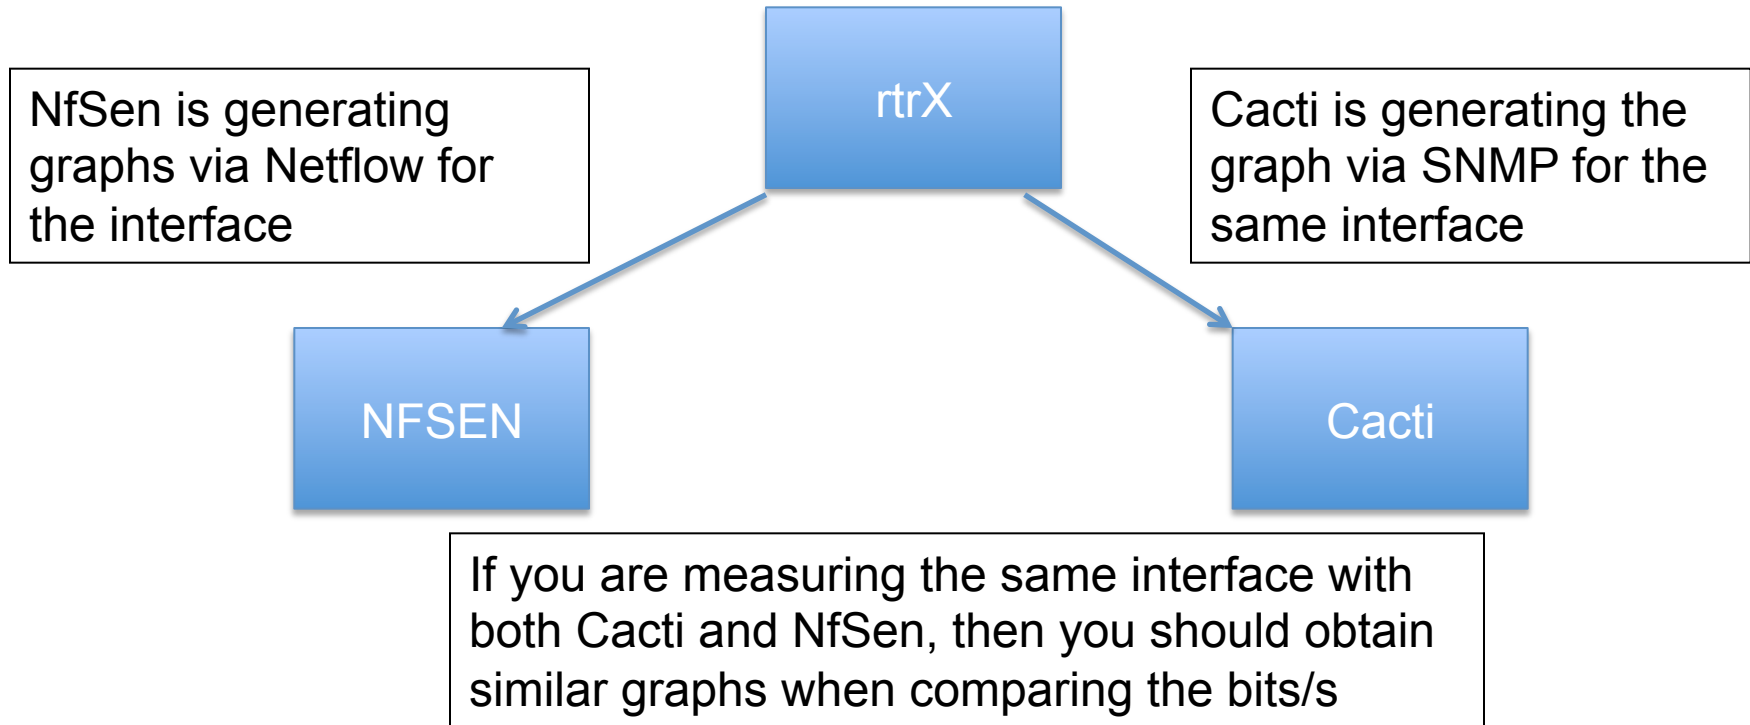 rtrX
NfSen is generating
graphs via Netflow for
the interface
Cacti is generating the
graph via SNMP for the
same interface
NFSEN
Cacti
If you are measuring the same interface with
both Cacti and NfSen, then you should obtain
similar graphs when comparing the bits/s